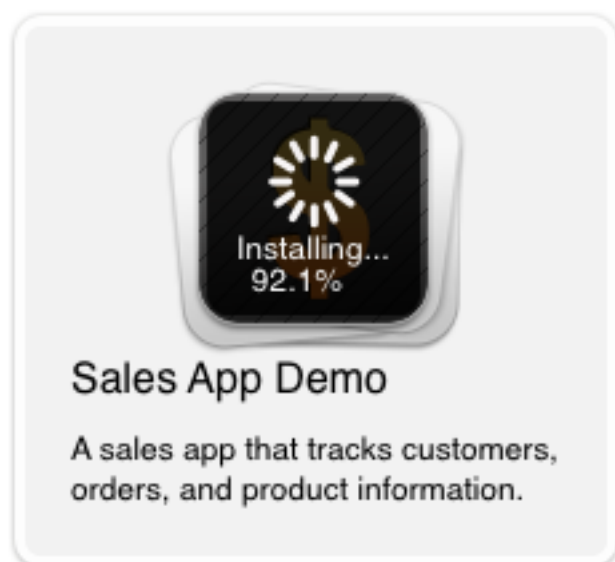 Installing...
92.1%
Sales App Demo
A sales app that tracks customers,
orders, and product information.